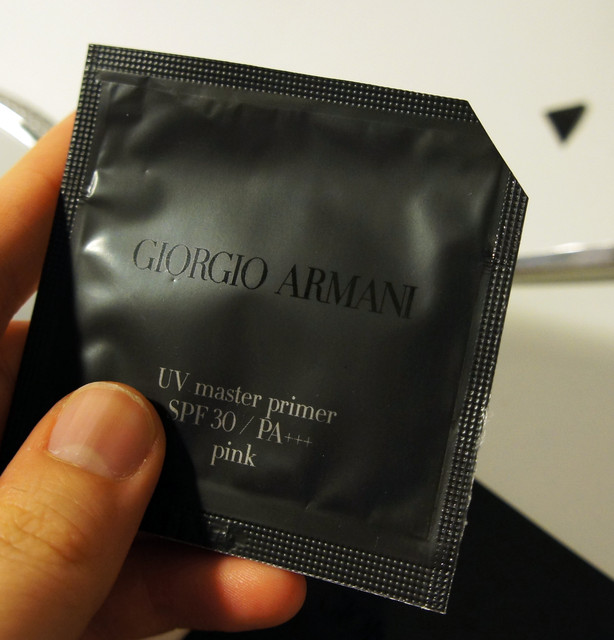 GIORGIO ARMANI
UV master primer
SPF 30 / PA+++
pink